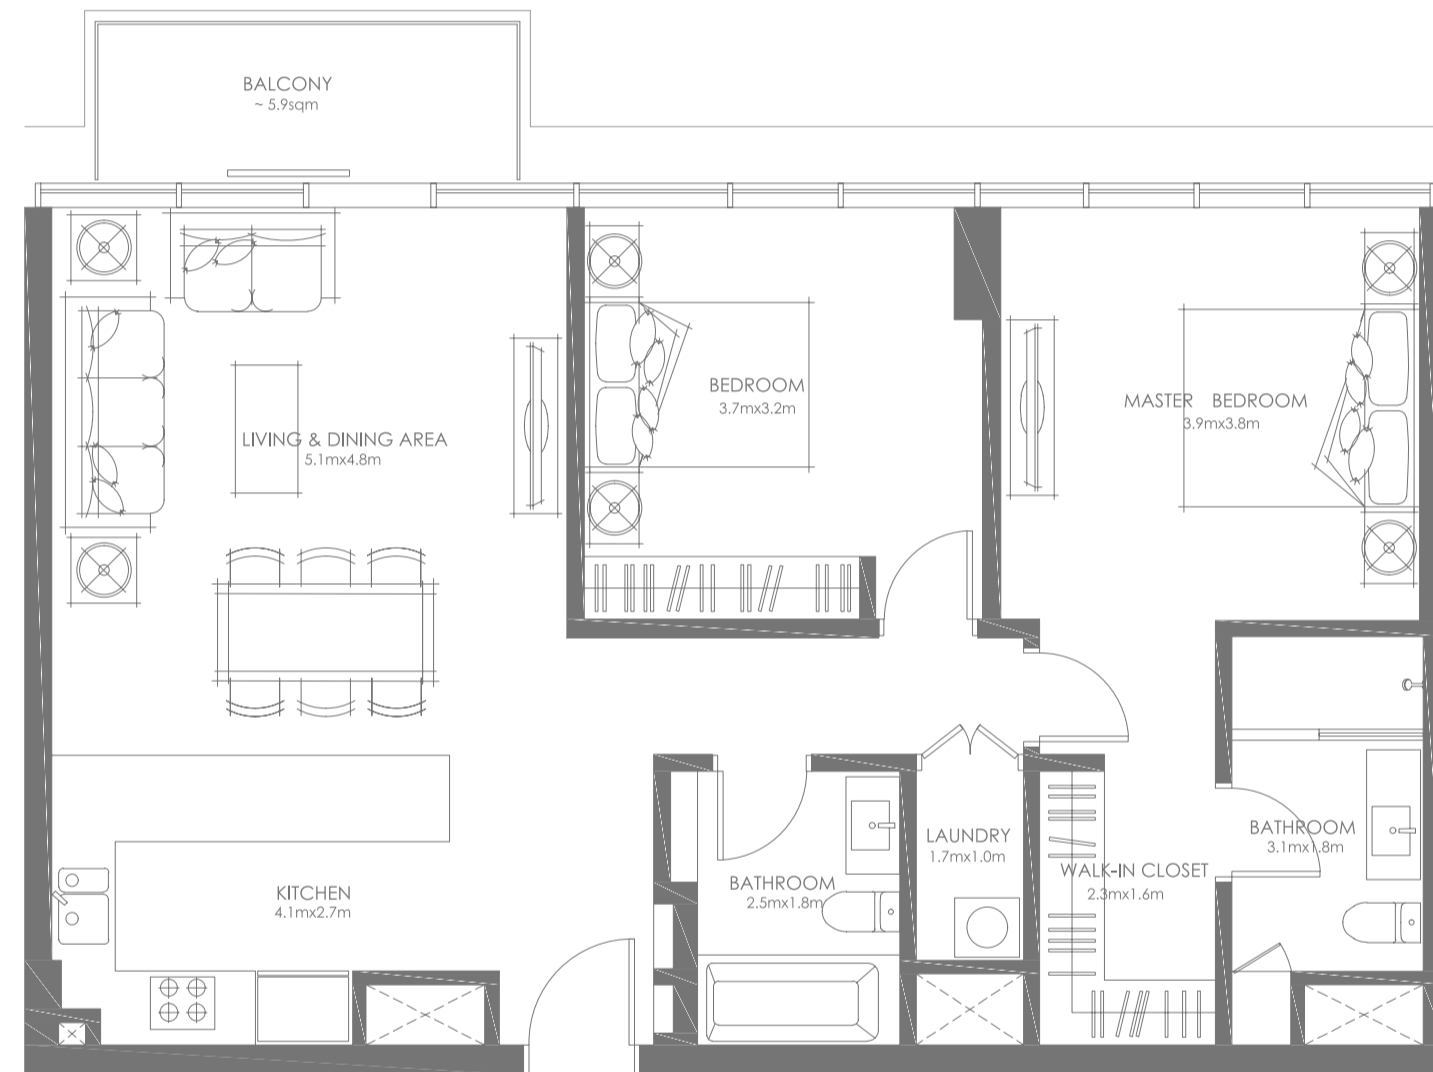 BALCONY
~ 5.9sqm
BEDROOM
3.7mx3.2m
MASTER BEDROOM
3.9mx3.8m
LIVING & DINING AREA
5.1mx4.8m
LAUNDRY
1.7mx1.0m
BATHROOM
3.1mx1.8m
WALK-IN CLOSET
2.3mx1.6m
BATHROOM
2.5mx1.8m
KITCHEN
4.1mx2.7m